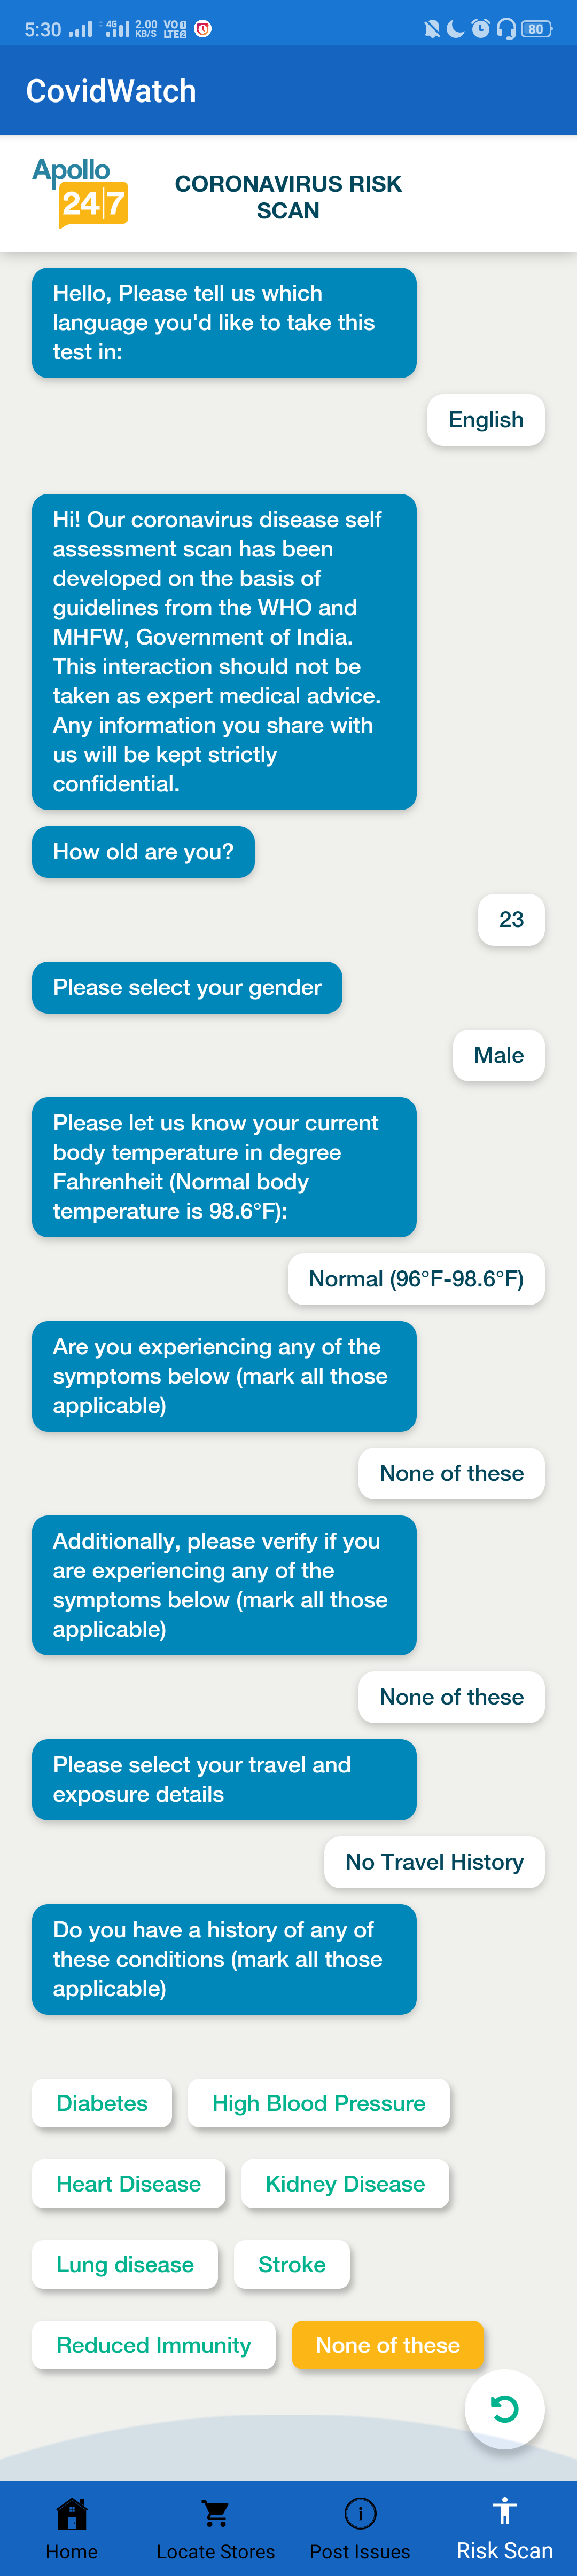 5:30 4G 2.00 KB/S VO LTE 80
CovidWatch
Apollo
24|7
CORONAVIRUS RISK
SCAN
Hello, Please tell us which
language you'd like to take this
test in:
English
Hi! Our coronavirus disease self
assessment scan has been
developed on the basis of
guidelines from the WHO and
MHFW, Government of India.
This interaction should not be
taken as expert medical advice.
Any information you share with
us will be kept strictly
confidential.
How old are you?
23
Please select your gender
Male
Please let us know your current
body temperature in degree
Fahrenheit (Normal body
temperature is 98.6°F):
Normal (96°F-98.6°F)
Are you experiencing any of the
symptoms below (mark all those
applicable)
None of these
Additionally, please verify if you
are experiencing any of the
symptoms below (mark all those
applicable)
None of these
Please select your travel and
exposure details
No Travel History
Do you have a history of any of
these conditions (mark all those
applicable)
Diabetes High Blood Pressure
Heart Disease Kidney Disease
Lung disease Stroke
Reduced Immunity None of these
Home Locate Stores Post Issues Risk Scan